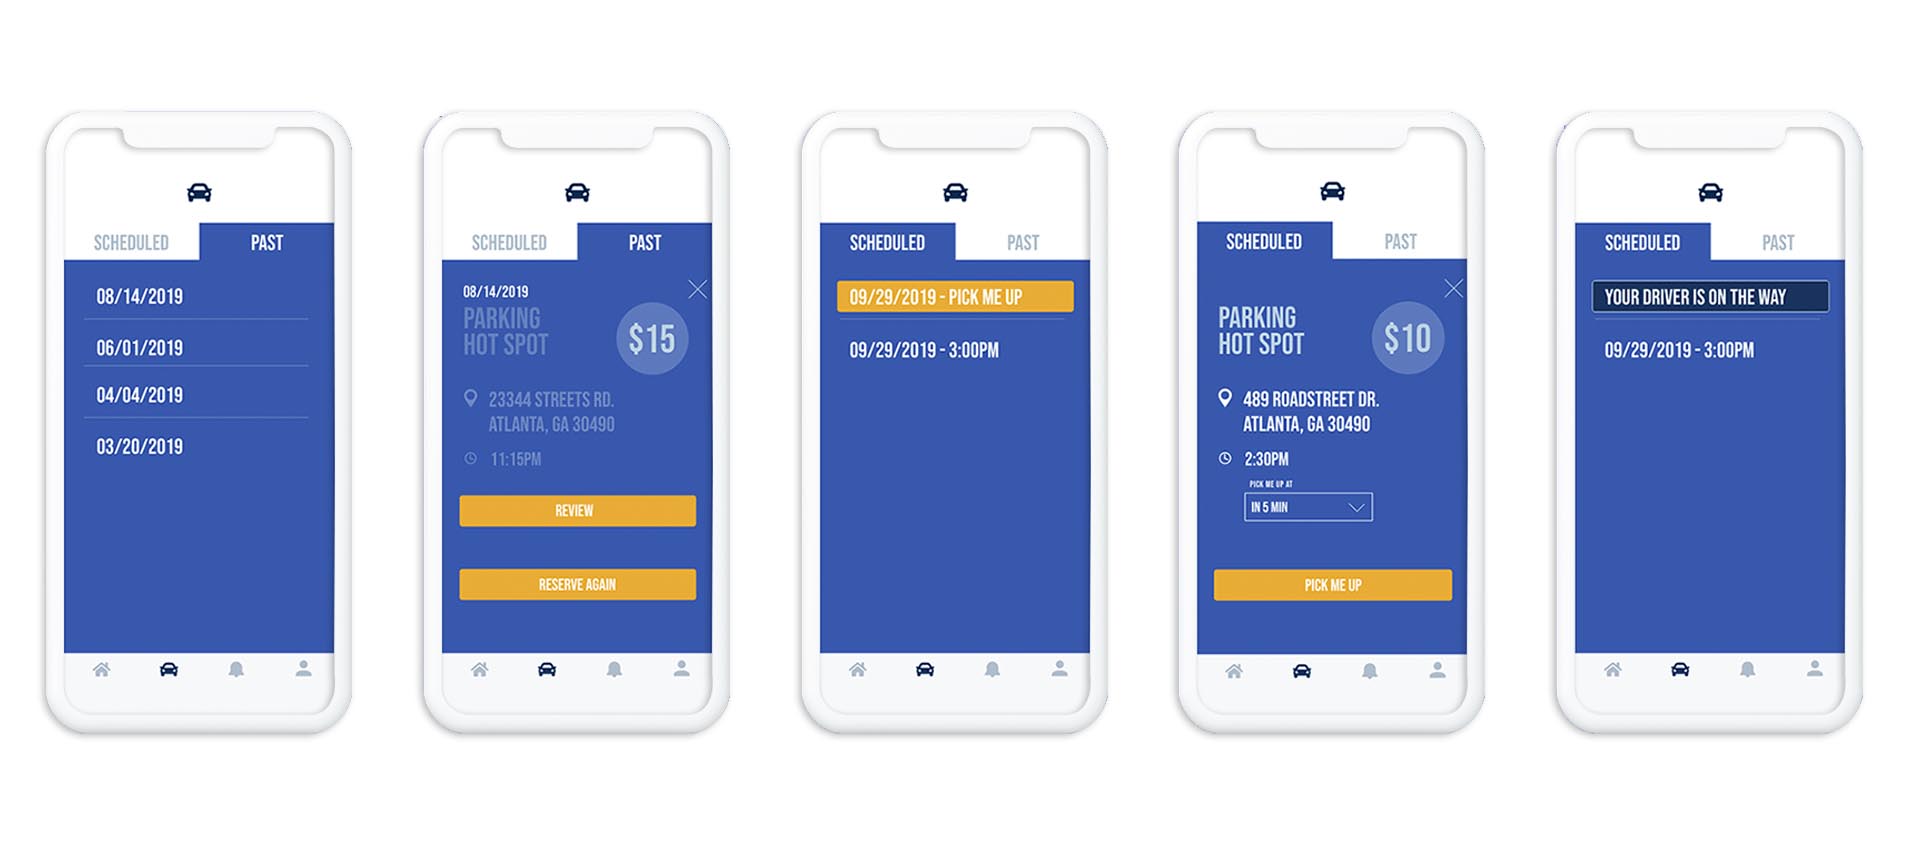 SCHEDULED
PAST
08/14/2019
06/01/2019
04/04/2019
03/20/2019
SCHEDULED
PAST
08/14/2019
PARKING
HOT SPOT
$15
23344 STREETS RD.
ATLANTA, GA 30490
11:15PM
REVIEW
RESERVE AGAIN
SCHEDULED
PAST
09/29/2019 - PICK ME UP
09/29/2019 - 3:00PM
SCHEDULED
PAST
PARKING
HOT SPOT
$10
489 ROADSTREET DR.
ATLANTA, GA 30490
2:30PM
PICK ME UP AT
IN 5 MIN
PICK ME UP
SCHEDULED
PAST
YOUR DRIVER IS ON THE WAY
09/29/2019 - 3:00PM